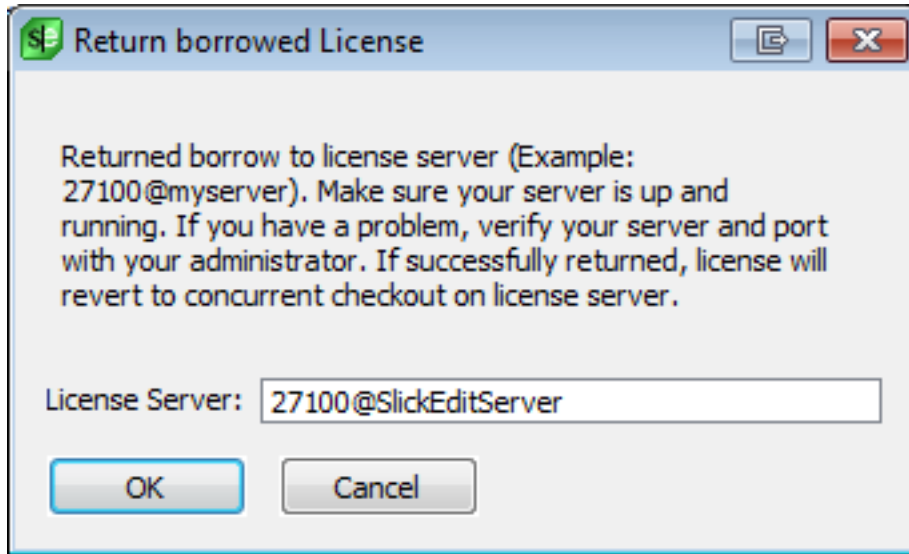 Return borrowed License
Returned borrow to license server (Example:
27100@myserver). Make sure your server is up and
running. If you have a problem, verify your server and port
with your administrator. If successfully returned, license will
revert to concurrent checkout on license server.
License Server: 27100@SlickEditServer
OK Cancel